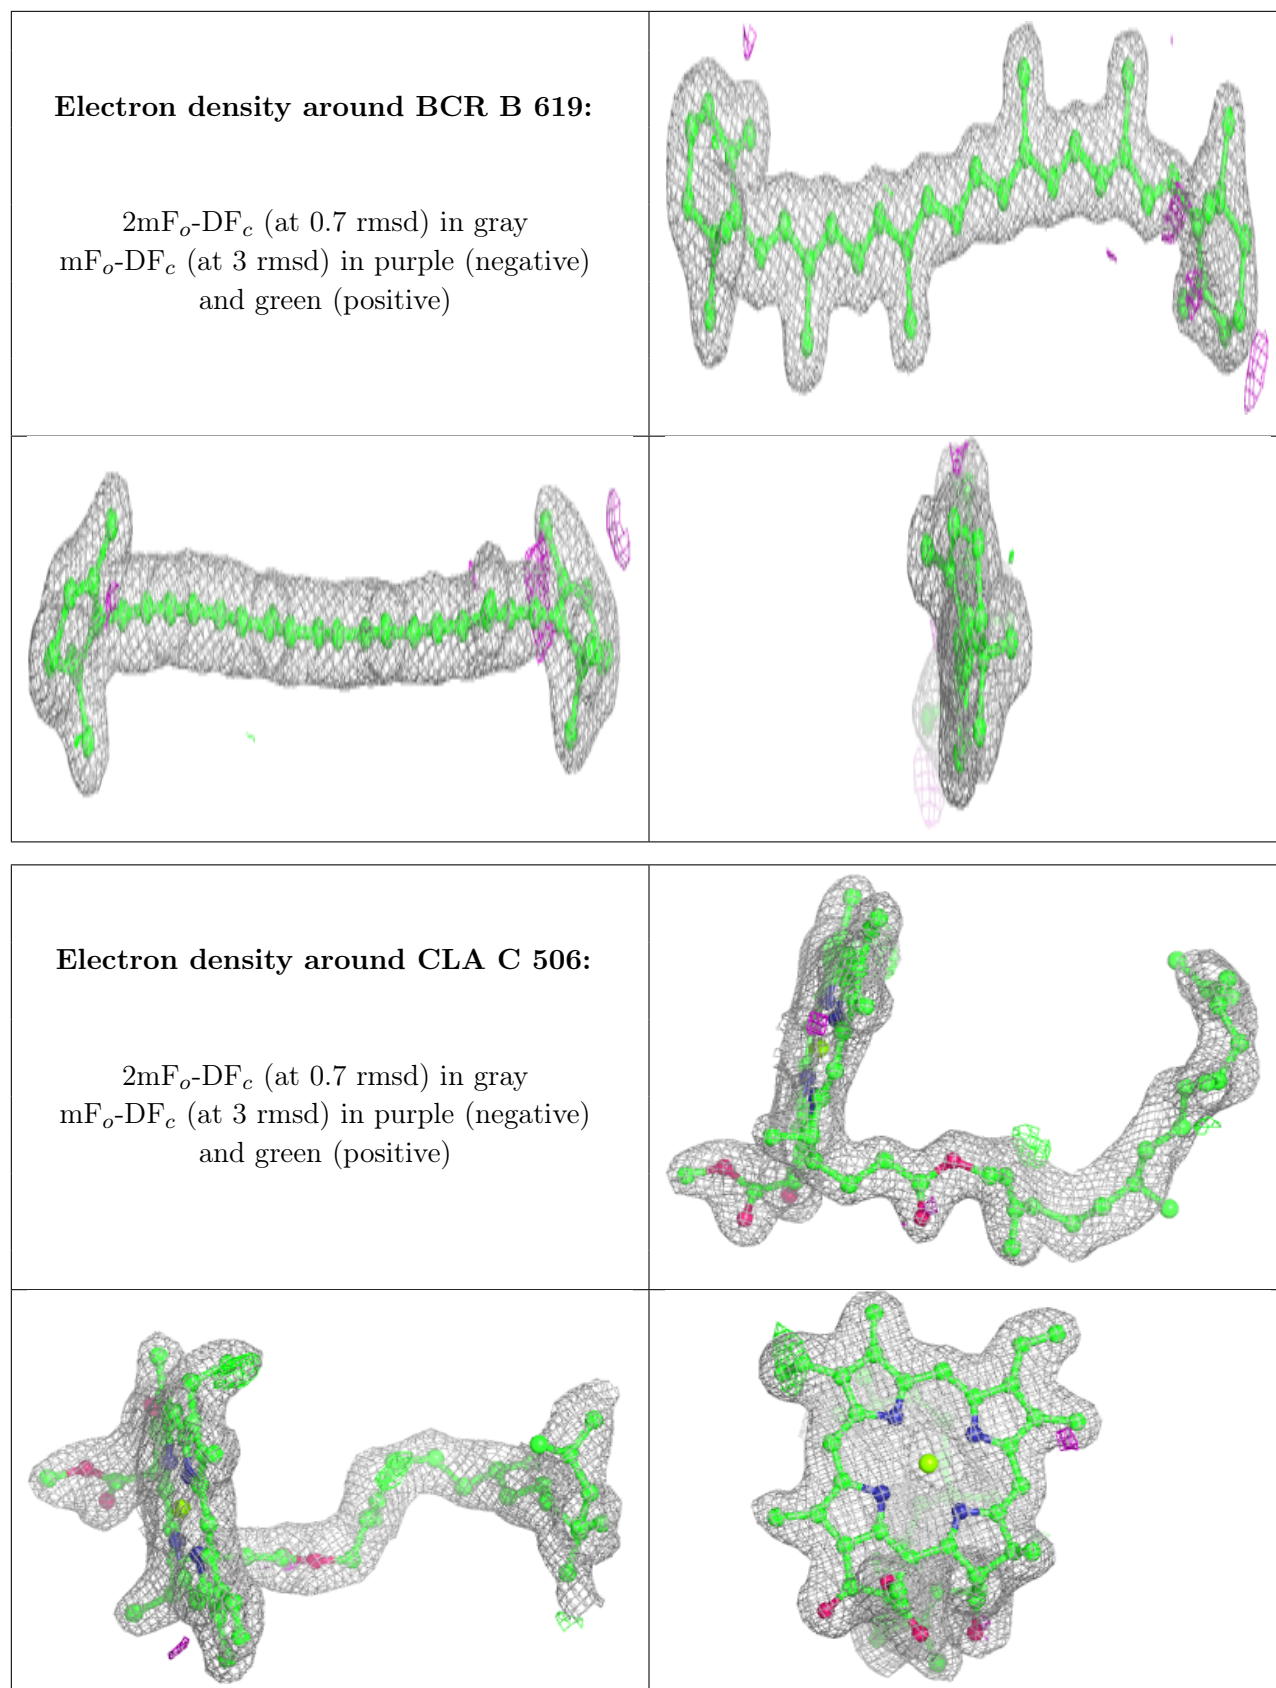 Electron density around BCR B 619:
2mFo-DFc (at 0.7 rmsd) in gray
mFo-DFc (at 3 rmsd) in purple (negative)
and green (positive)
Electron density around CLA C 506:
2mFo-DFc (at 0.7 rmsd) in gray
mFo-DFc (at 3 rmsd) in purple (negative)
and green (positive)